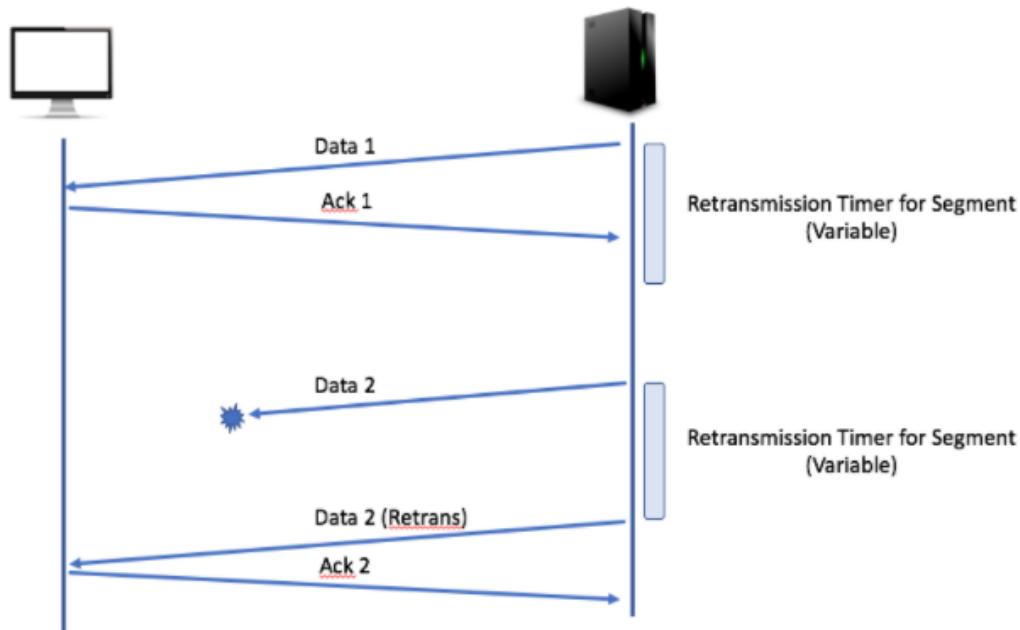 Data 1
Ack 1
Retransmission Timer for Segment
(Variable)
Data 2
Retransmission Timer for Segment
(Variable)
Data 2 (Retrans)
Ack 2